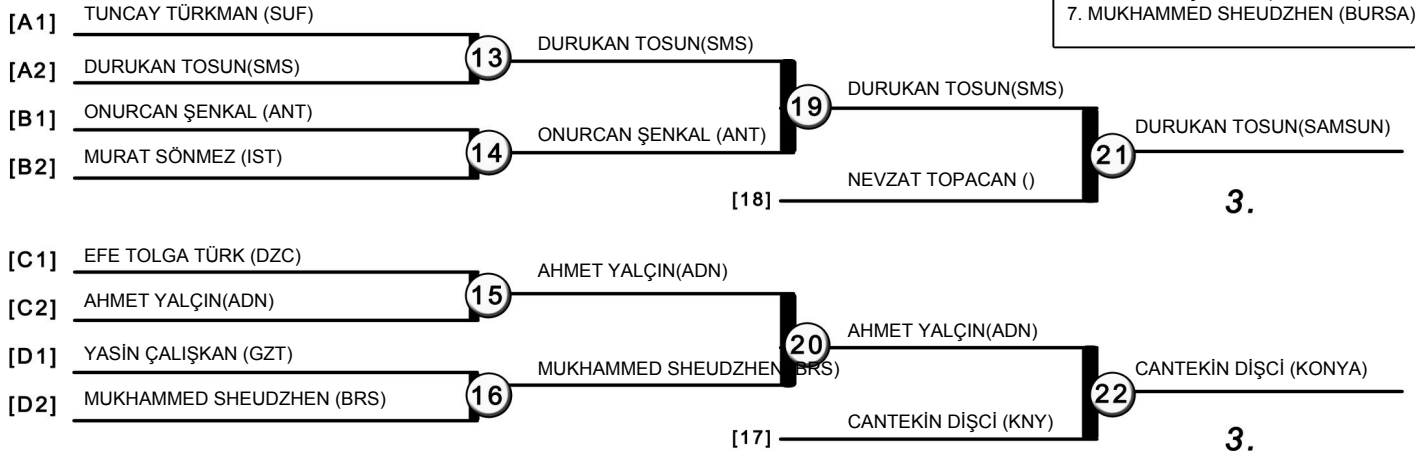 7. MUKHAMMED SHEUDZHEN (BURSA)
[A1] TUNCAY TÜRKMAN (SUF)
13
DURUKAN TOSUN(SMS)
[A2] DURUKAN TOSUN(SMS)
19
DURUKAN TOSUN(SMS)
[B1] ONURCAN ŞENKAL (ANT)
14
ONURCAN ŞENKAL (ANT)
[B2] MURAT SÖNMEZ (IST)
21
DURUKAN TOSUN(SAMSUN)
[18] NEVZAT TOPACAN ()
3.
[C1] EFE TOLGA TÜRK (DZC)
15
AHMET YALÇIN(ADN)
[C2] AHMET YALÇIN(ADN)
20
AHMET YALÇIN(ADN)
[D1] YASİN ÇALIŞKAN (GZT)
16
MUKHAMMED SHEUDZHEN (BRS)
[D2] MUKHAMMED SHEUDZHEN (BRS)
22
CANTEKİN DİŞCİ (KONYA)
[17] CANTEKİN DİŞCİ (KNY)
3.